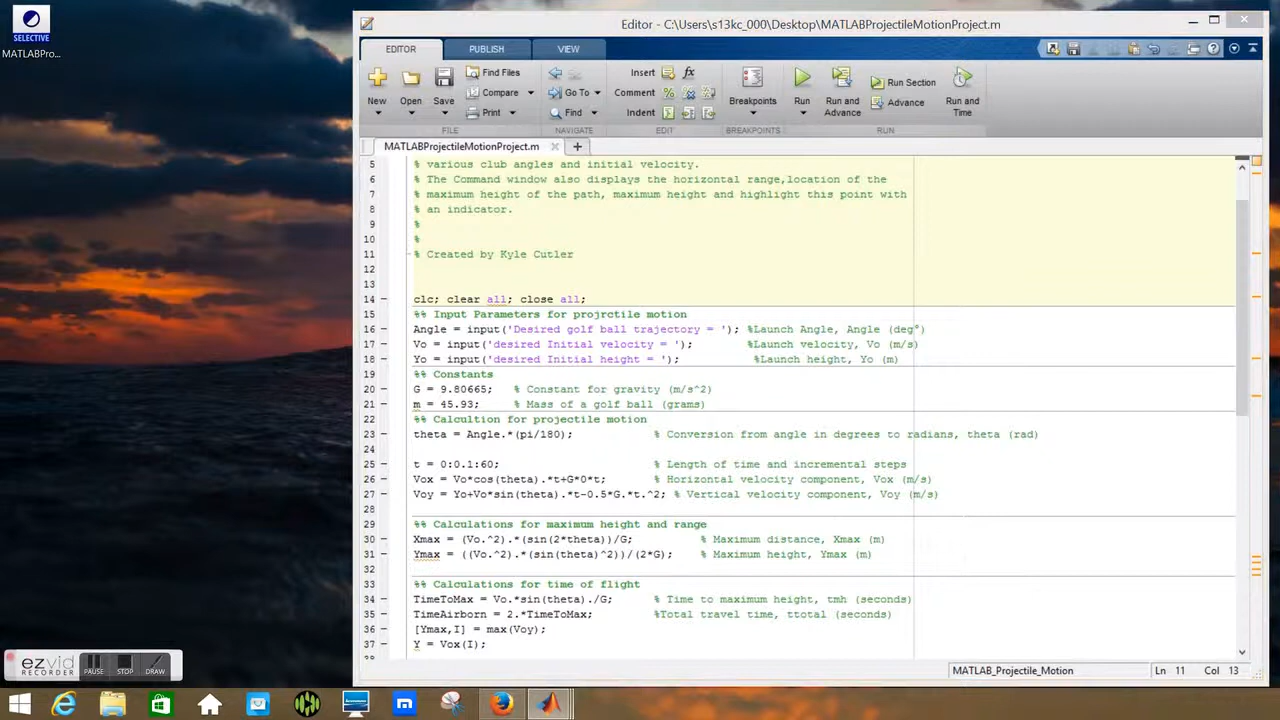 SELECTIVE
MATLABPro...
Editor - C:\Users\s13kc_000\Desktop\MATLABProjectileMotionProject.m
EDITOR PUBLISH VIEW
New Open Save
Find Files
Compare
Print
Go To
Find
Insert fx
Comment
Indent
Breakpoints
Run Run and Advance
Run Section
Advance
Run and Time
FILE NAVIGATE EDIT BREAKPOINTS RUN
MATLABProjectileMotionProject.m
5 % various club angles and initial velocity.
6 % The Command window also displays the horizontal range,location of the
7 % maximum height of the path, maximum height and highlight this point with
8 % an indicator.
9 %
10 %
11 % Created by Kyle Cutler
12
13
14 clc; clear all; close all;
15 %% Input Parameters for projrctile motion
16 Angle = input('Desired golf ball trajectory = '); %Launch Angle, Angle (deg°)
17 Vo = input('desired Initial velocity = '); %Launch velocity, Vo (m/s)
18 Yo = input('desired Initial height = '); %Launch height, Yo (m)
19 %% Constants
20 G = 9.80665; % Constant for gravity (m/s^2)
21 m = 45.93; % Mass of a golf ball (grams)
22 %% Calcultion for projectile motion
23 theta = Angle.*(pi/180); % Conversion from angle in degrees to radians, theta (rad)
24
25 t = 0:0.1:60; % Length of time and incremental steps
26 Vox = Vo*cos(theta).*t+G*0*t; % Horizontal velocity component, Vox (m/s)
27 Voy = Yo+Vo*sin(theta).*t-0.5*G.*t.^2; % Vertical velocity component, Voy (m/s)
28
29 %% Calculations for maximum height and range
30 Xmax = (Vo.^2).*(sin(2*theta))/G; % Maximum distance, Xmax (m)
31 Ymax = ((Vo.^2).*(sin(theta)^2))/(2*G); % Maximum height, Ymax (m)
32
33 %% Calculations for time of flight
34 TimeToMax = Vo.*sin(theta)./G; % Time to maximum height, tmh (seconds)
35 TimeAirborn = 2.*TimeToMax; %Total travel time, ttotal (seconds)
36 [Ymax,I] = max(Voy);
37 Y = Vox(I);
MATLAB_Projectile_Motion Ln 11 Col 13
ezvid
RECORDER
PAUSE STOP DRAW